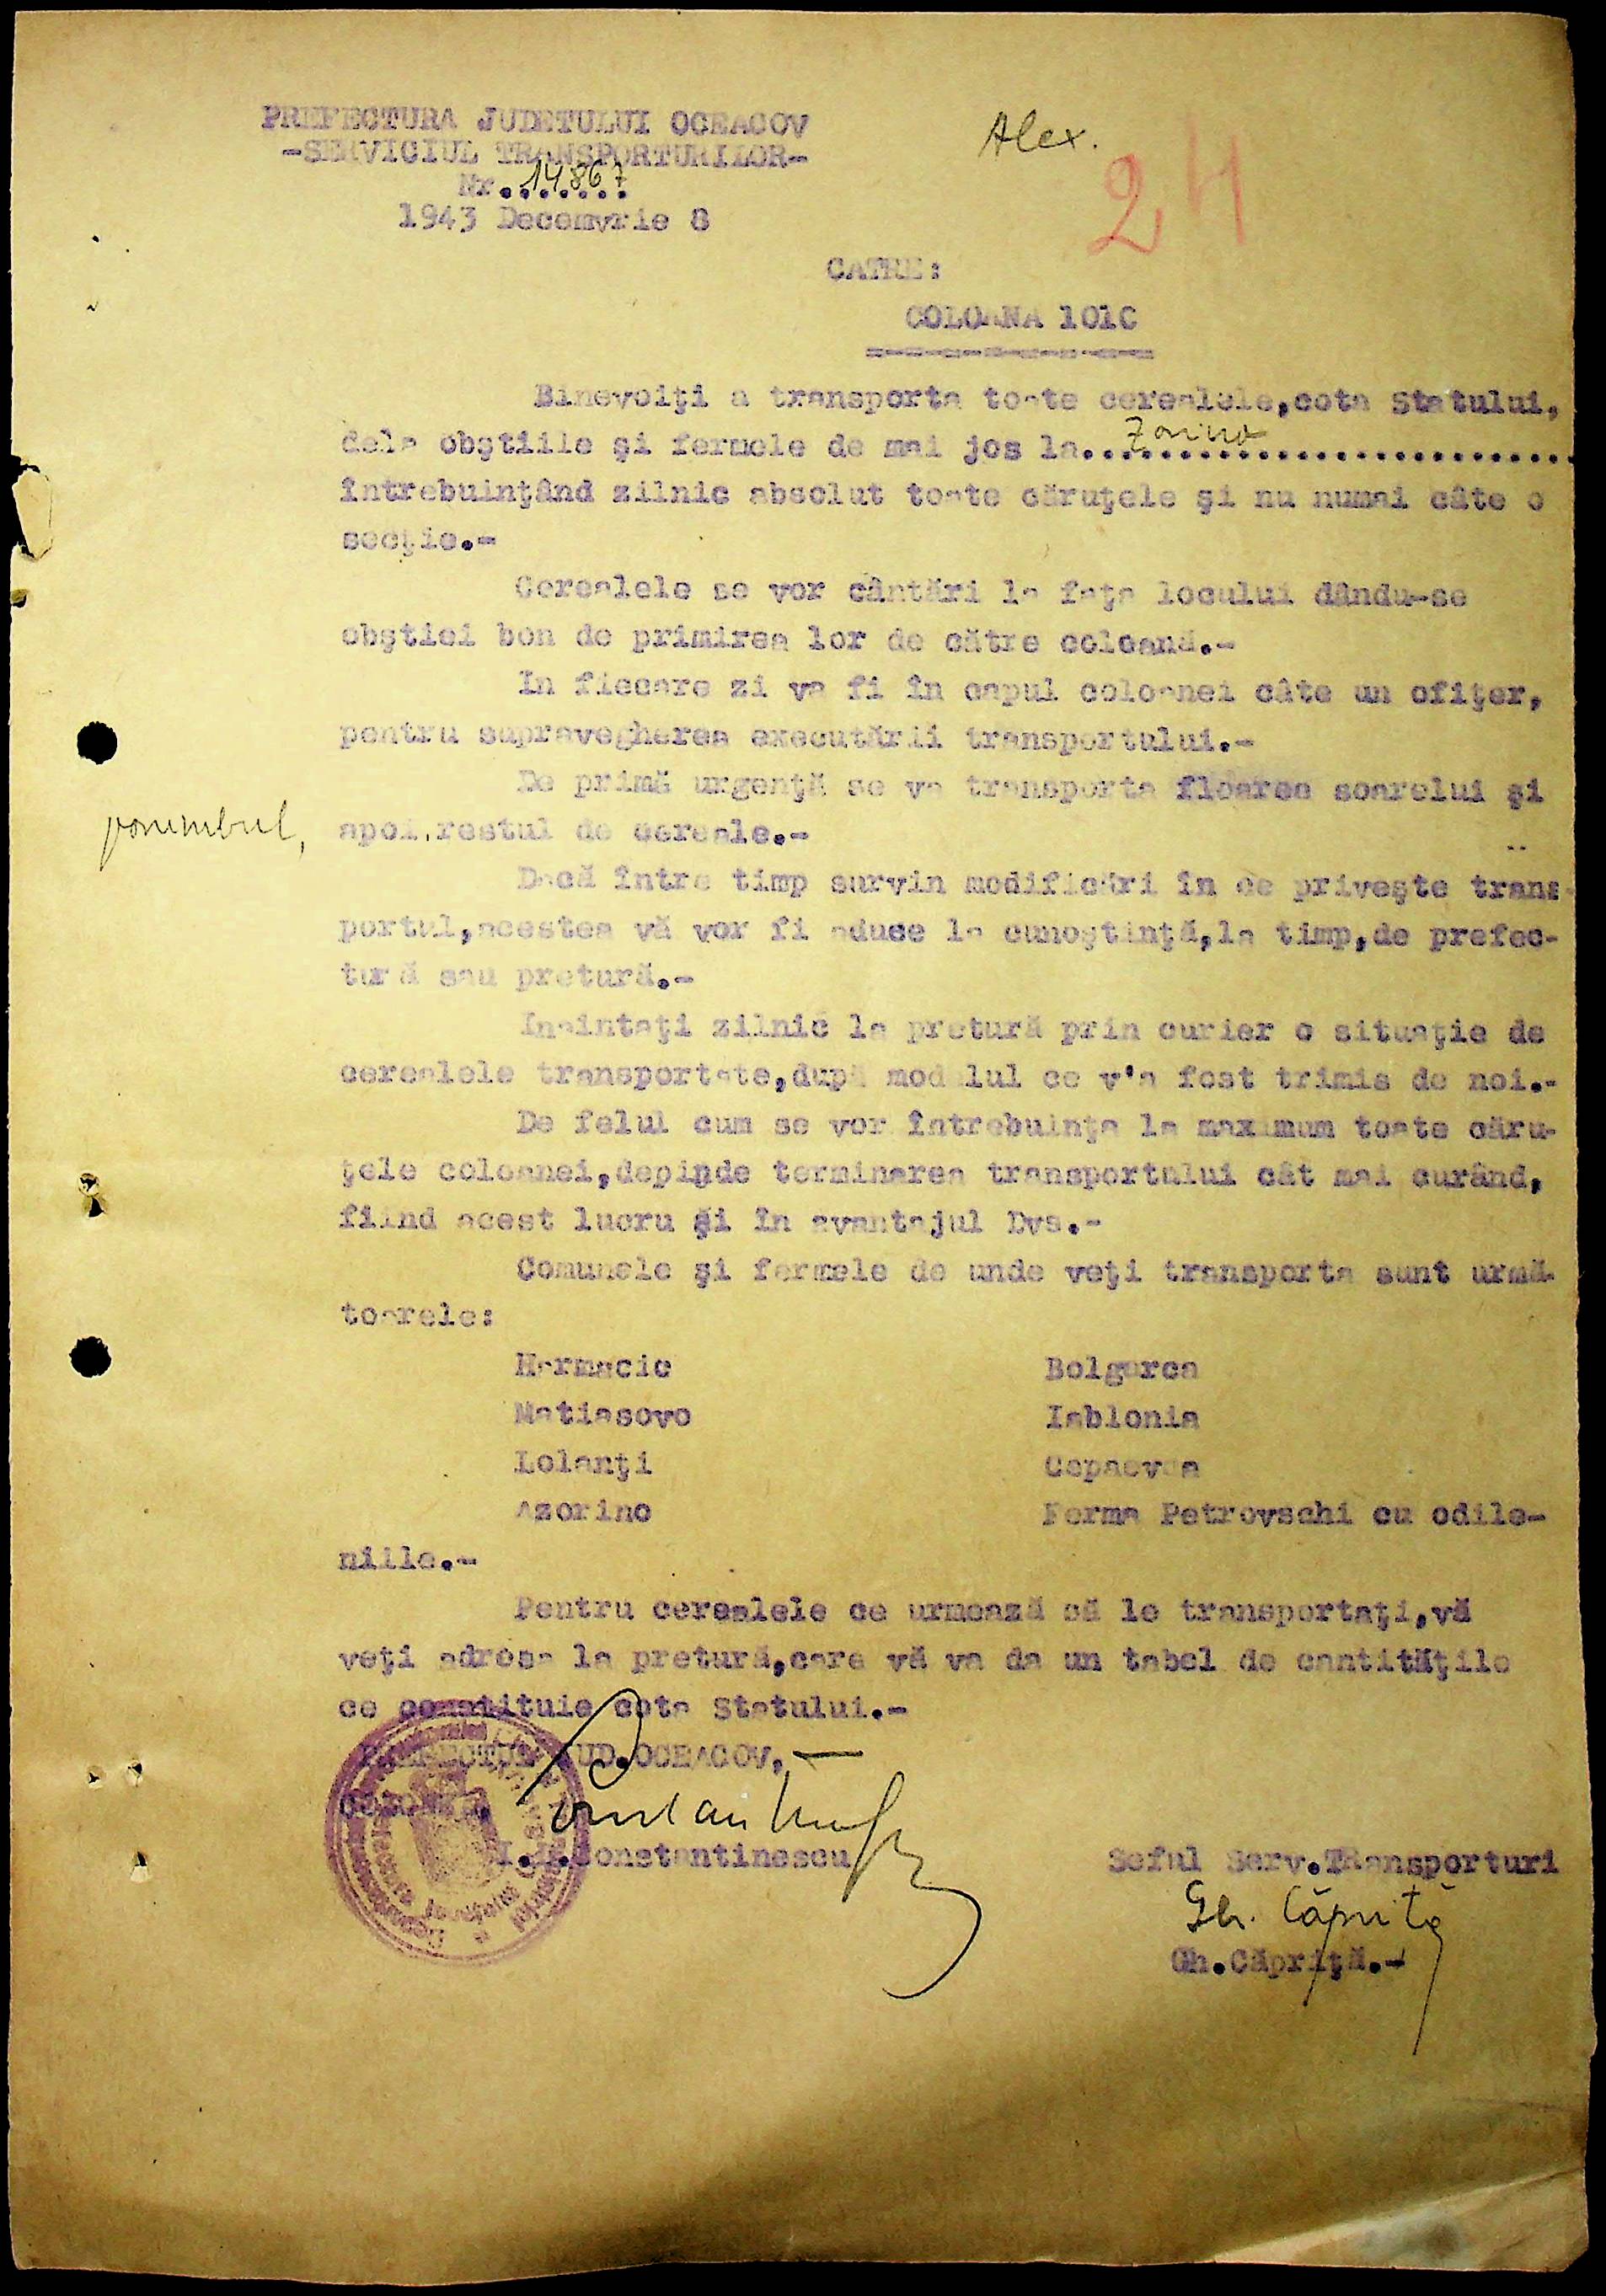 PREFECTURA JUDETULUI OCEACOV
-SERVICIUL TRANSPORTURILOR-
Alex.
Nr.14867
24
1943 Decemvrie 8
CATRE:
COLOANA 101C
Binevoiţi a transporta toate cerealele,cota Statului,
dela obştiile şi fermele de mai jos la..............................
întrebuinţând zilnic absolut toate căruţele şi nu numai câte o
secţie.-
Cerealele se vor cântări la faţa locului dându-se
obştiei bon de primirea lor de către coloană.-
In fiecare zi va fi în capul coloanei câte un ofiţer,
pentru supravegherea executării transportului.-
De primă urgenţă se va transporta floarea soarelui şi
porumbul, apoi restul de cereale.-
Dacă între timp survin modificări în ce priveşte trans-
portul,acestea vă vor fi aduse la cunoştinţă,la timp,de prefec-
tură sau pretură.-
Inaintaţi zilnic la pretură prin curier o situaţie de
cerealele transportate,după modelul ce v'a fost trimis de noi.-
De felul cum se vor întrebuinţa la maximum toate căru-
ţele coloanei,depinde terminarea transportului cât mai curând,
fiind acest lucru şi în avantajul Dvs.-
Comunele şi fermele de unde veţi transporta sunt urmă-
toarele:
Harmacic Bolgarca
Matiasovo Iablonia
Lolanţi Cepaevca
Azorino Ferma Petrovschi cu odile-
niile.-
Pentru cerealele ce urmează să le transportaţi,vă
veţi adresa la pretură,care vă va da un tabel de cantităţile
ce constituie cota Statului.-
PREFECTUL JUD.OCEACOV,
COLONEL,
Constantinescu
Seful Serv.TRansporturi
Gh. Căpriţă
Gh.Căpriţă.-